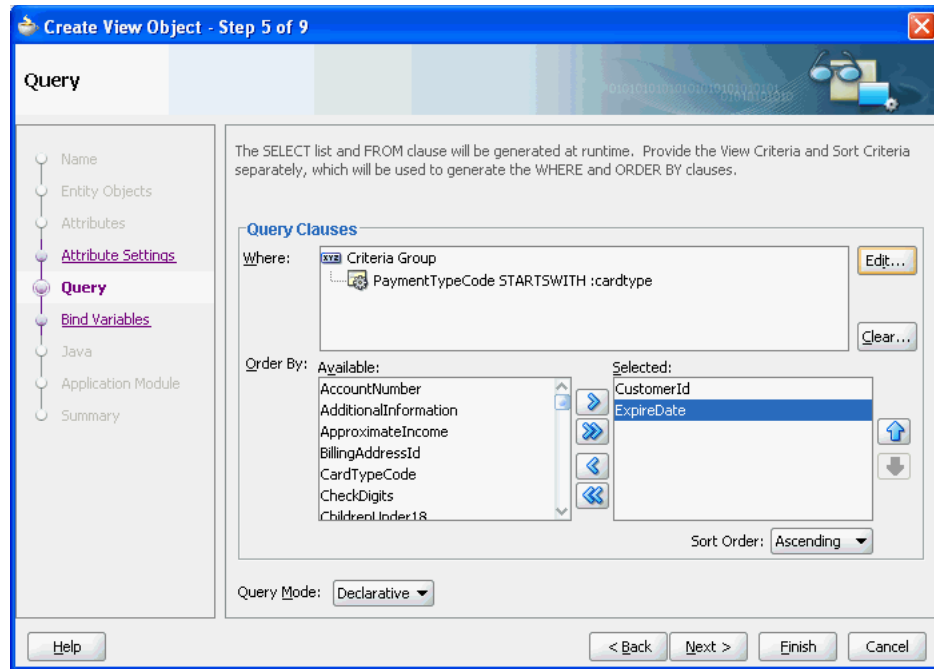 Create View Object - Step 5 of 9
Query
Name
Entity Objects
Attributes
Attribute Settings
Query
Bind Variables
Java
Application Module
Summary
The SELECT list and FROM clause will be generated at runtime. Provide the View Criteria and Sort Criteria
separately, which will be used to generate the WHERE and ORDER BY clauses.
Query Clauses
Where:
XYZ Criteria Group
PaymentTypeCode STARTSWITH :cardtype
Edit...
Clear...
Order By: Available:
AccountNumber
AdditionalInformation
ApproximateIncome
BillingAddressId
CardTypeCode
CheckDigits
ChildrenUnder18
Selected:
CustomerId
ExpireDate
Sort Order: Ascending
Query Mode: Declarative
Help
< Back
Next >
Finish
Cancel